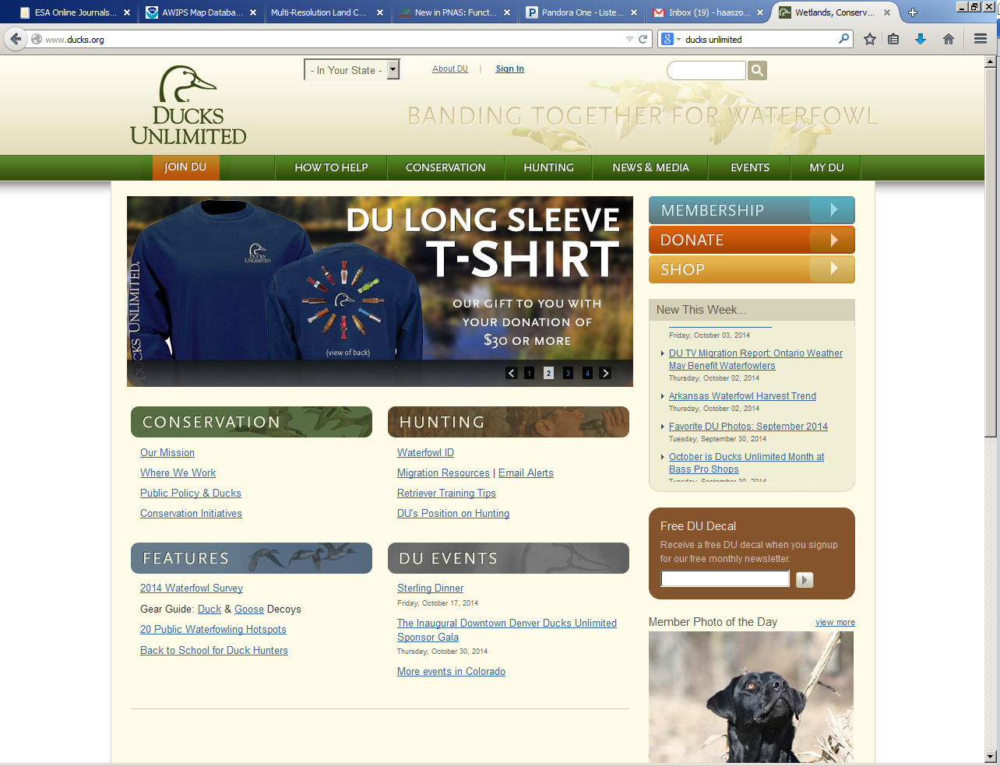 ESA Online Journals...
AWIPS Map Databa...
Multi-Resolution Land C...
New in PNAS: Funct...
Pandora One - Liste...
Inbox (19) - haaszo...
Wetlands, Conserv...
www.ducks.org
ducks unlimited
- In Your State -
About DU | Sign In
DUCKS
UNLIMITED
BANDING TOGETHER FOR WATERFOWL
JOIN DU
HOW TO HELP
CONSERVATION
HUNTING
NEWS & MEDIA
EVENTS
MY DU
DU LONG SLEEVE
T-SHIRT
OUR GIFT TO YOU WITH
YOUR DONATION OF
$30 OR MORE
DUCKS
UNLIMITED
DUCKS UNLIMITED
(view of back)
1 2 3 4
MEMBERSHIP
DONATE
SHOP
New This Week...
Friday, October 03, 2014
DU TV Migration Report: Ontario Weather
May Benefit Waterfowlers
Thursday, October 02, 2014
Arkansas Waterfowl Harvest Trend
Thursday, October 02, 2014
Favorite DU Photos: September 2014
Tuesday, September 30, 2014
October is Ducks Unlimited Month at
Bass Pro Shops
Tuesday, September 30, 2014
CONSERVATION
Our Mission
Where We Work
Public Policy & Ducks
Conservation Initiatives
HUNTING
Waterfowl ID
Migration Resources | Email Alerts
Retriever Training Tips
DU's Position on Hunting
FEATURES
2014 Waterfowl Survey
Gear Guide: Duck & Goose Decoys
20 Public Waterfowling Hotspots
Back to School for Duck Hunters
DU EVENTS
Sterling Dinner
Friday, October 17, 2014
The Inaugural Downtown Denver Ducks Unlimited
Sponsor Gala
Thursday, October 30, 2014
More events in Colorado
Free DU Decal
Receive a free DU decal when you signup
for our free monthly newsletter.
Member Photo of the Day
view more